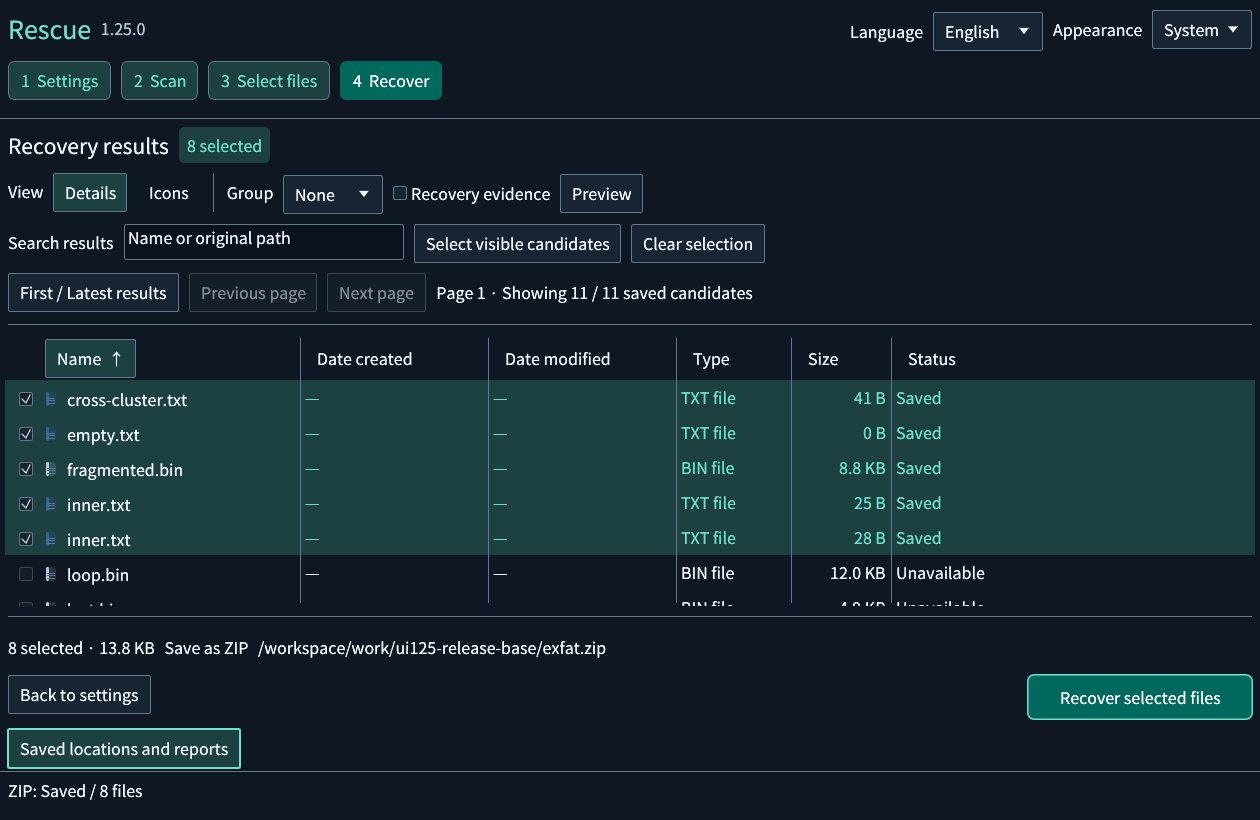 Rescue 1.25.0 Language English Appearance System
1 Settings 2 Scan 3 Select files 4 Recover
Recovery results 8 selected
View Details Icons Group None Recovery evidence Preview
Search results Name or original path Select visible candidates Clear selection
First / Latest results Previous page Next page Page 1 · Showing 11 / 11 saved candidates
Name ↑ Date created Date modified Type Size Status
cross-cluster.txt — — TXT file 41 B Saved
empty.txt — — TXT file 0 B Saved
fragmented.bin — — BIN file 8.8 KB Saved
inner.txt — — TXT file 25 B Saved
inner.txt — — TXT file 28 B Saved
loop.bin — — BIN file 12.0 KB Unavailable
8 selected · 13.8 KB Save as ZIP /workspace/work/ui125-release-base/exfat.zip
Back to settings Recover selected files
Saved locations and reports
ZIP: Saved / 8 files